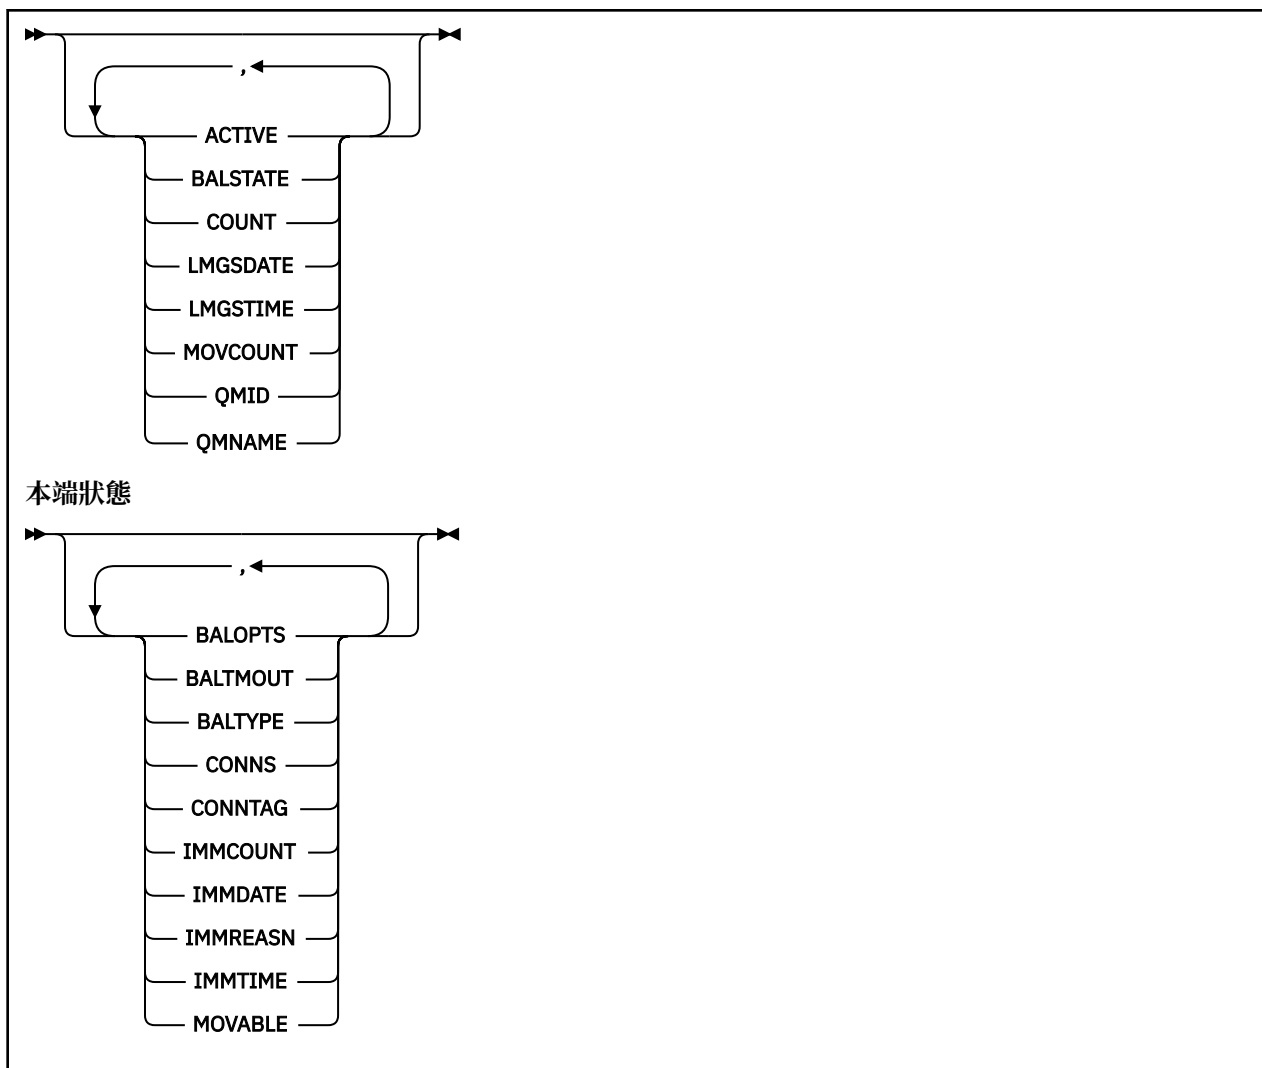 ,
ACTIVE
BALSTATE
COUNT
LMGSDATE
LMGSTIME
MOVCOUNT
QMID
QMNAME
本端狀態
,
BALOPTS
BALTMOUT
BALTYPE
CONNS
CONNTAG
IMMCOUNT
IMMDATE
IMMREASN
IMMTIME
MOVABLE